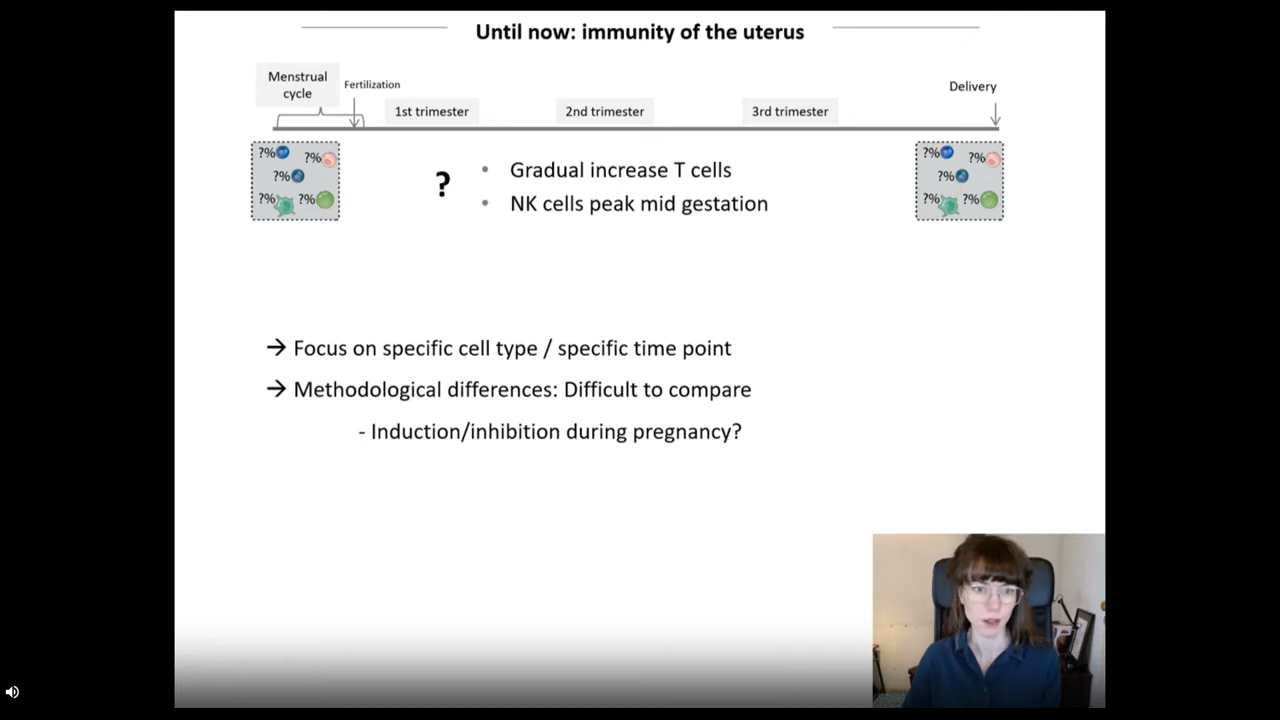 Until now: immunity of the uterus
Menstrual
cycle
Fertilization
1st trimester
2nd trimester
3rd trimester
Delivery
?%
?%
?%
?%
?%
?
• Gradual increase T cells
• NK cells peak mid gestation
?%
?%
?%
?%
?%
→ Focus on specific cell type / specific time point
→ Methodological differences: Difficult to compare
- Induction/inhibition during pregnancy?